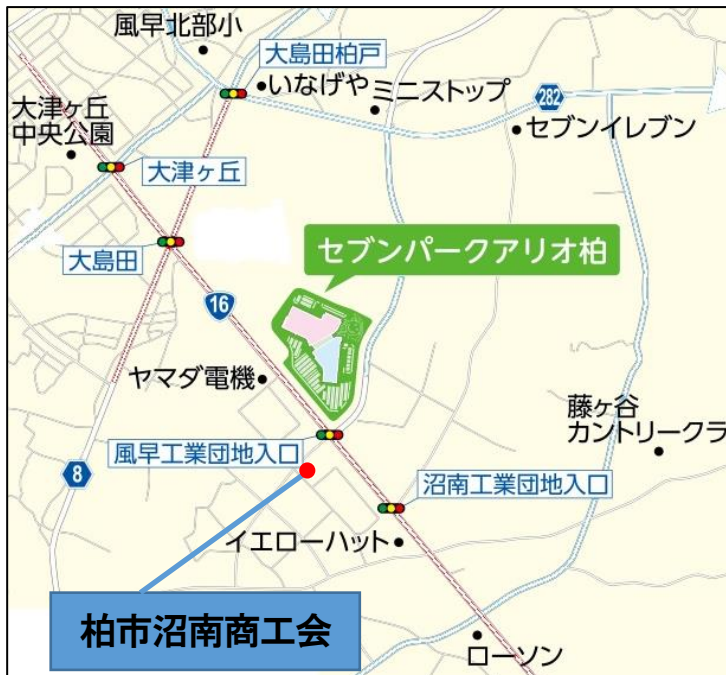 風早北部小
大島田柏戸
いなげや
ミニストップ
282
セブンイレブン
大津ヶ丘
中央公園
大津ヶ丘
大島田
セブンパークアリオ柏
16
ヤマダ電機
藤ヶ谷
カントリークラ
風早工業団地入口
8
沼南工業団地入口
イエローハット
柏市沼南商工会
ローソン